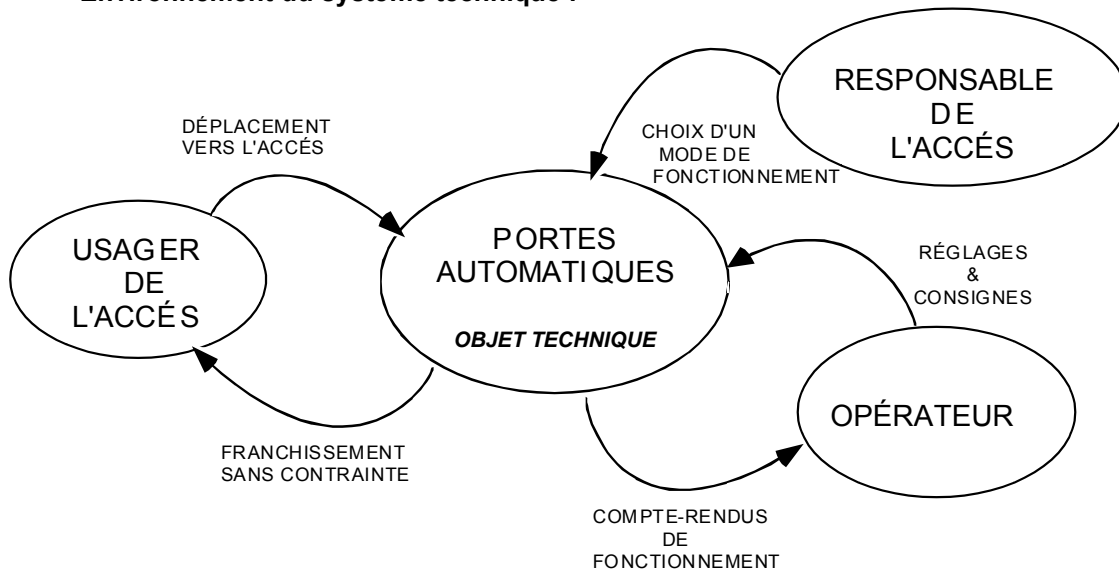 Environnement du système technique :
RESPONSABLE
DE
L'ACCÉS
DÉPLACEMENT
VERS L'ACCÉS
CHOIX D'UN
MODE DE
FONCTIONNEMENT
USAGER
DE
L'ACCÉS
PORTES
AUTOMATIQUES
OBJET TECHNIQUE
RÉGLAGES
&
CONSIGNES
OPÉRATEUR
FRANCHISSEMENT
SANS CONTRAINTE
COMPTE-RENDUS
DE
FONCTIONNEMENT